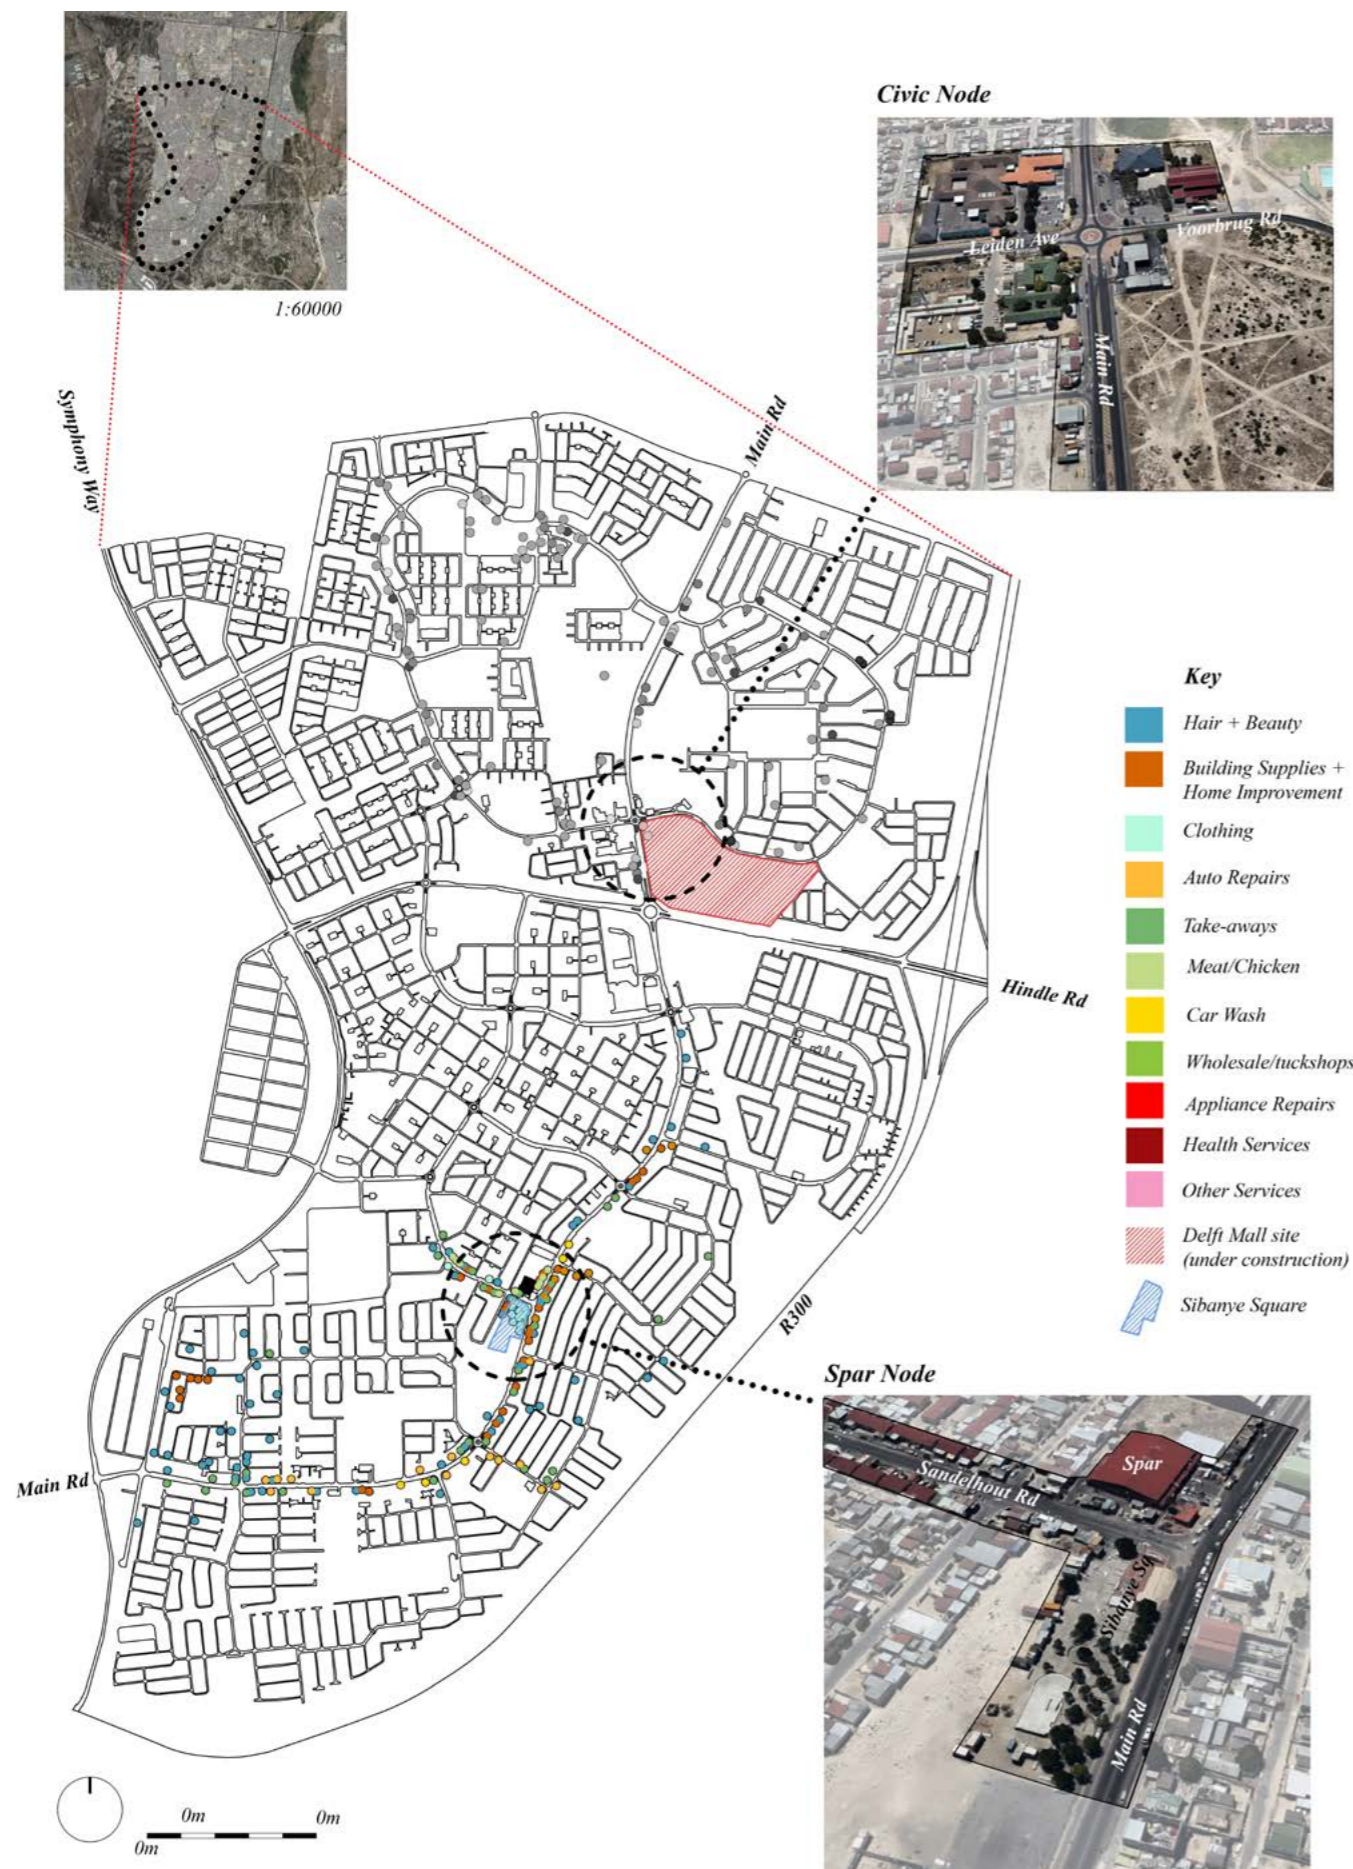 Civic Node
Leiden Ave
Voorbrug Rd
Main Rd
1:60000
Symphony Way
Main Rd
Key
Hair + Beauty
Building Supplies +
Home Improvement
Clothing
Auto Repairs
Take-aways
Meat/Chicken
Car Wash
Wholesale/tuckshops
Appliance Repairs
Health Services
Other Services
Delft Mall site
(under construction)
Sibanye Square
Hindle Rd
R300
Main Rd
Spar Node
Spar
Sandelhout Rd
Sibanye Sq
Main Rd
0m
0m
0m